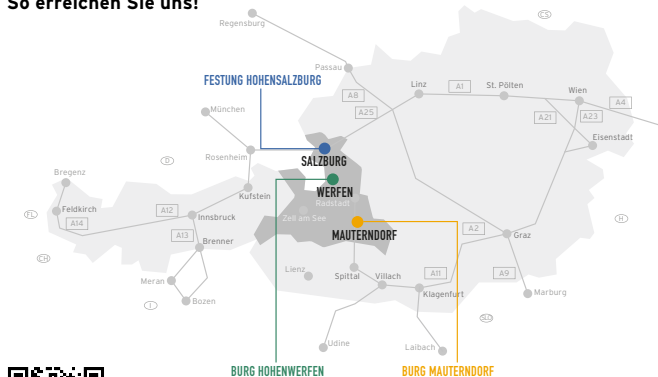 So erreichen Sie uns!
Regensburg
CS
Passau
FESTUNG HOHENSALZBURG
Linz
A1
St. Pölten
Wien
A8
A4
München
A25
A21
A23
Eisenstadt
Rosenheim
D
SALZBURG
Bregenz
WERFEN
Kufstein
Radstadt
FL
Feldkirch
A12
Innsbruck
Zell am See
H
A14
A13
MAUTERNDORF
A2
Graz
Brenner
CH
Lienz
Spittal
Villach
A11
A9
Meran
Klagenfurt
Marburg
Bozen
I
SLO
Udine
Laibach
BURG HOHENWERFEN
BURG MAUTERNDORF